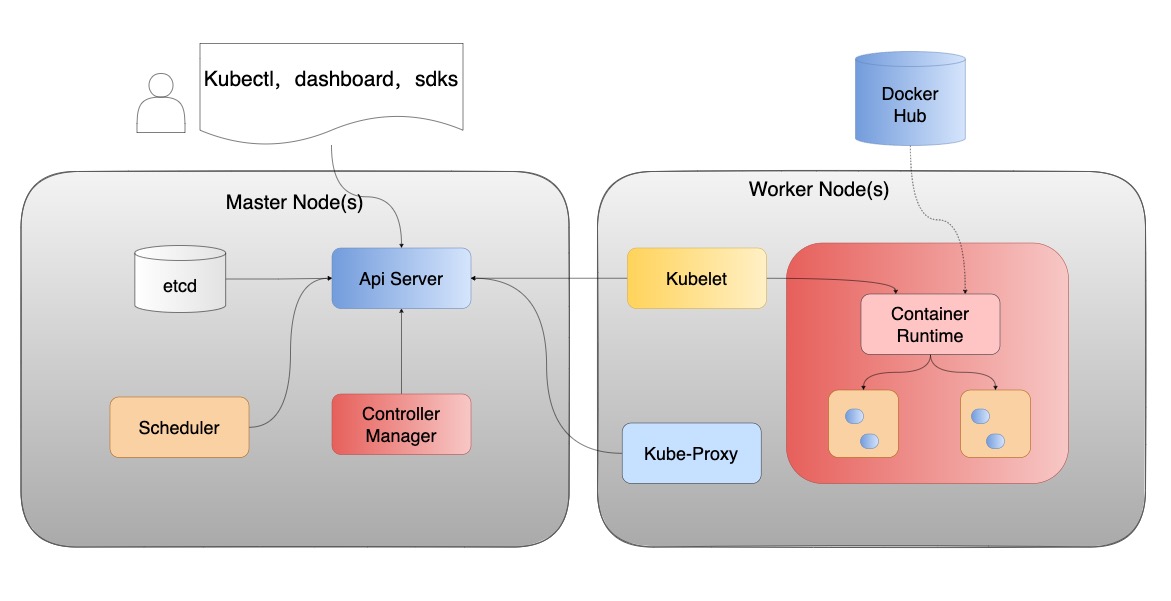 Kubectl，dashboard，sdks
Docker
Hub
Master Node(s)
Worker Node(s)
etcd
Api Server
Kubelet
Container
Runtime
Scheduler
Controller
Manager
Kube-Proxy